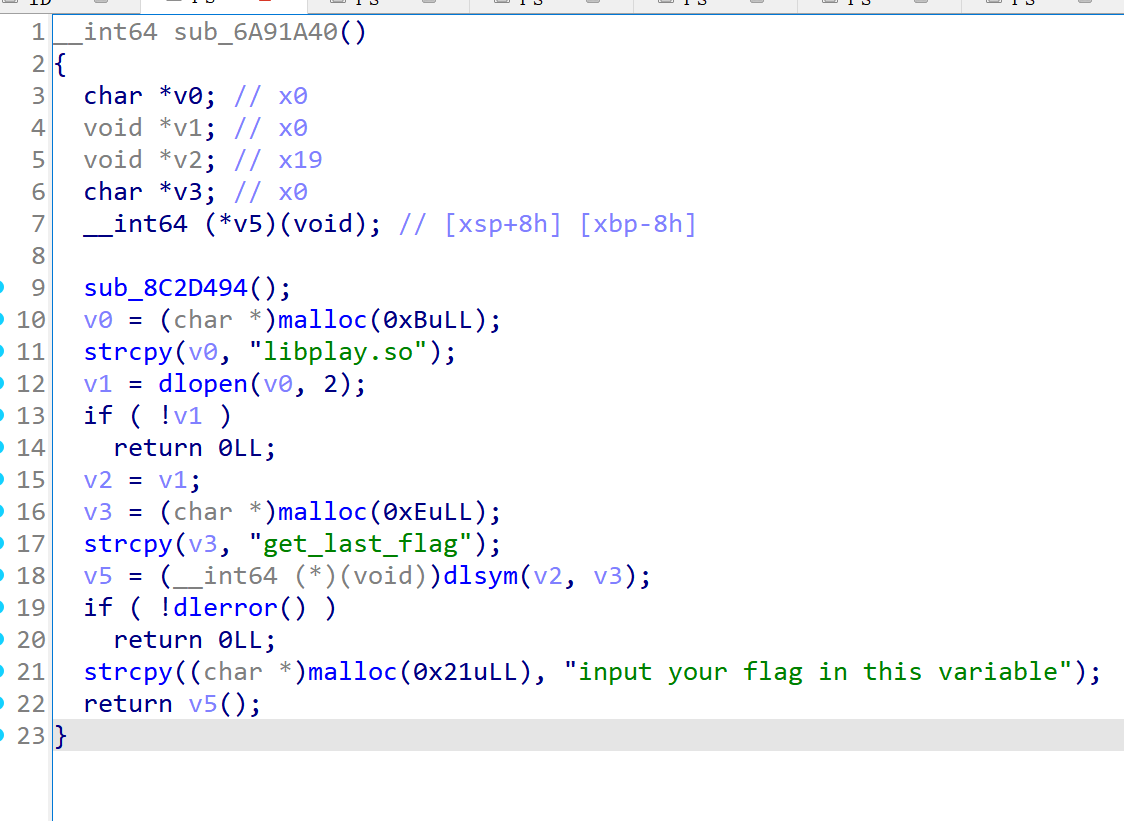 1 __int64 sub_6A91A40()
2 {
3   char *v0; // x0
4   void *v1; // x0
5   void *v2; // x19
6   char *v3; // x0
7   __int64 (*v5)(void); // [xsp+8h] [xbp-8h]
8
9   sub_8C2D494();
10   v0 = (char *)malloc(0xBuLL);
11   strcpy(v0, "libplay.so");
12   v1 = dlopen(v0, 2);
13   if ( !v1 )
14     return 0LL;
15   v2 = v1;
16   v3 = (char *)malloc(0xEuLL);
17   strcpy(v3, "get_last_flag");
18   v5 = (__int64 (*)(void))dlsym(v2, v3);
19   if ( !dlerror() )
20     return 0LL;
21   strcpy((char *)malloc(0x21uLL), "input your flag in this variable");
22   return v5();
23 }